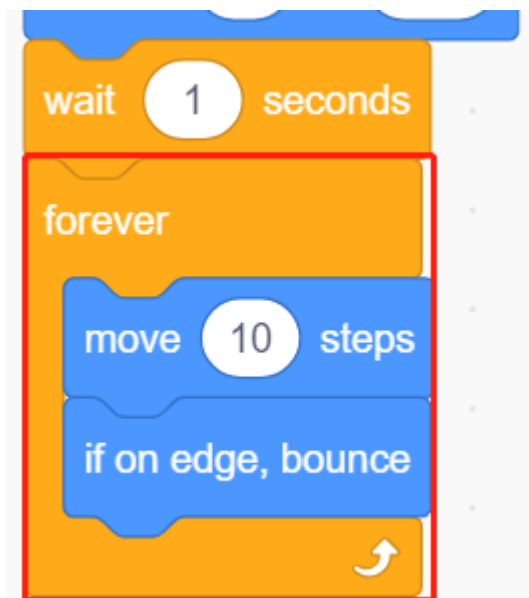 wait 1 seconds
forever
move 10 steps
if on edge, bounce